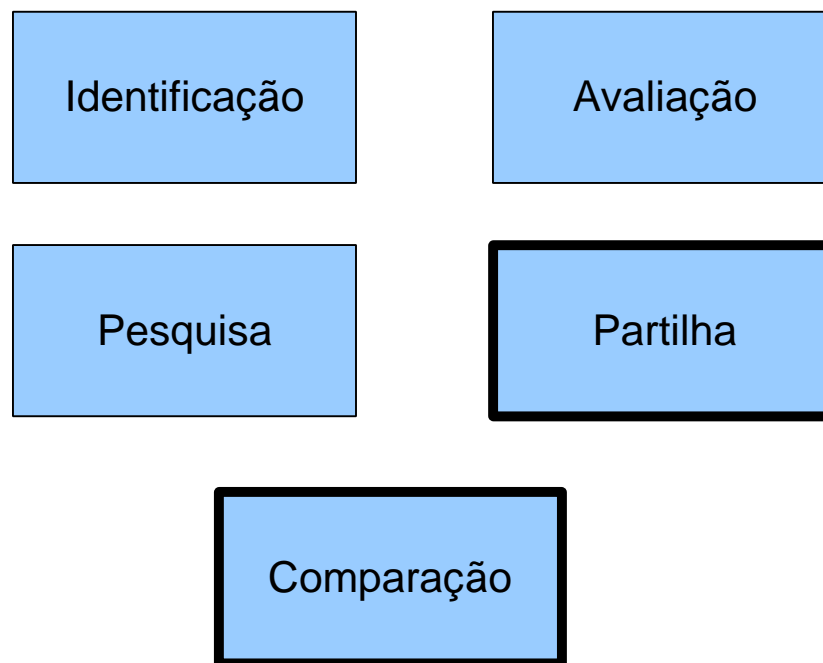 Identificação
Avaliação
Pesquisa
Partilha
Comparação